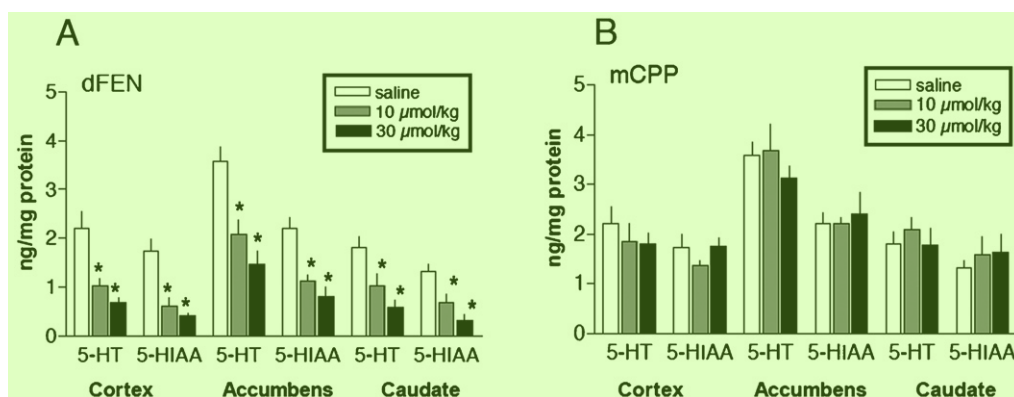 A
dFEN
saline
10 µmol/kg
30 µmol/kg
5
4
3
2
1
0
ng/mg protein
* * * * * * * * * * * *
5-HT 5-HIAA 5-HT 5-HIAA 5-HT 5-HIAA
Cortex Accumbens Caudate
B
mCPP
saline
10 µmol/kg
30 µmol/kg
5
4
3
2
1
0
ng/mg protein
5-HT 5-HIAA 5-HT 5-HIAA 5-HT 5-HIAA
Cortex Accumbens Caudate